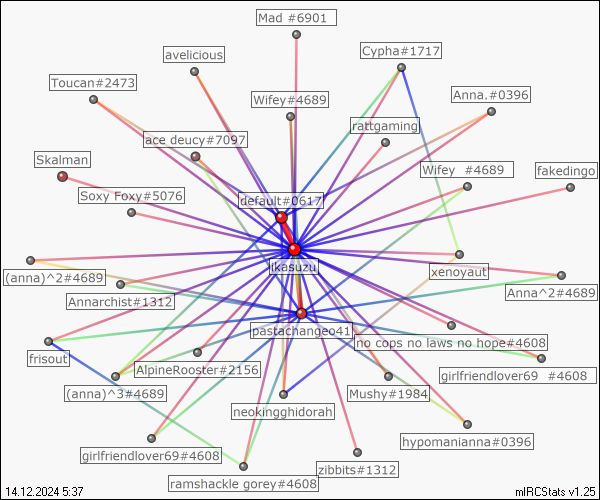 Mad #6901
avelicious
Cypha#1717
Toucan#2473
Wifey#4689
Anna.#0396
ace deucy#7097
rattgaming
Skalman
Wifey #4689
fakedingo
Soxy Foxy#5076
default#0617
ikasuzu
xenoyaut
(anna)^2#4689
Anna^2#4689
Annarchist#1312
pastachangeo41
no cops no lies no hope#4608
frisout
AlpineRooster#2156
girlfriendlover69 #4608
(anna)^3#4689
Mushy#1984
neokingghidorah
hypomanianna#0396
girlfriendlover69#4608
zibbits#1312
ramshackle gorey#4608
14.12.2024 5:37
mIRCStats v1.25